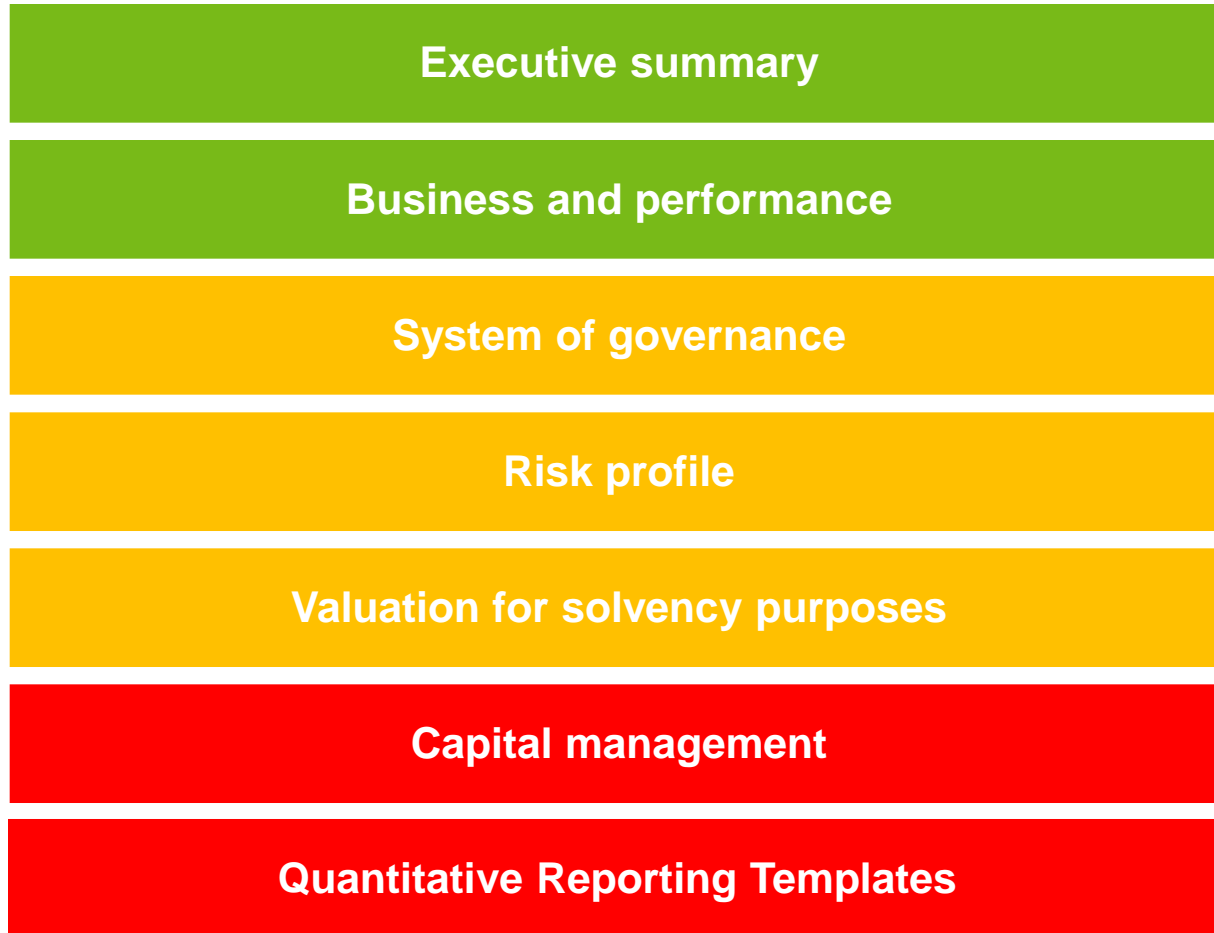 Executive summary
Business and performance
System of governance
Risk profile
Valuation for solvency purposes
Capital management
Quantitative Reporting Templates